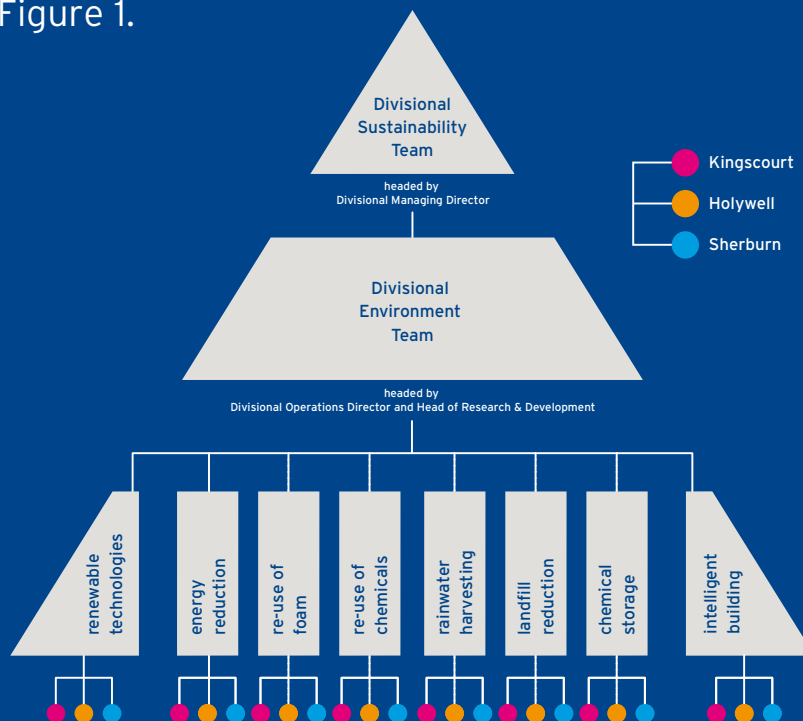 Figure 1.
Divisional
Sustainability
Team
headed by
Divisional Managing Director
Kingscourt
Holywell
Sherburn
Divisional
Environment
Team
headed by
Divisional Operations Director and Head of Research & Development
renewable
technologies
energy
reduction
re-use of
foam
re-use of
chemicals
rainwater
harvesting
landfill
reduction
chemical
storage
intelligent
building